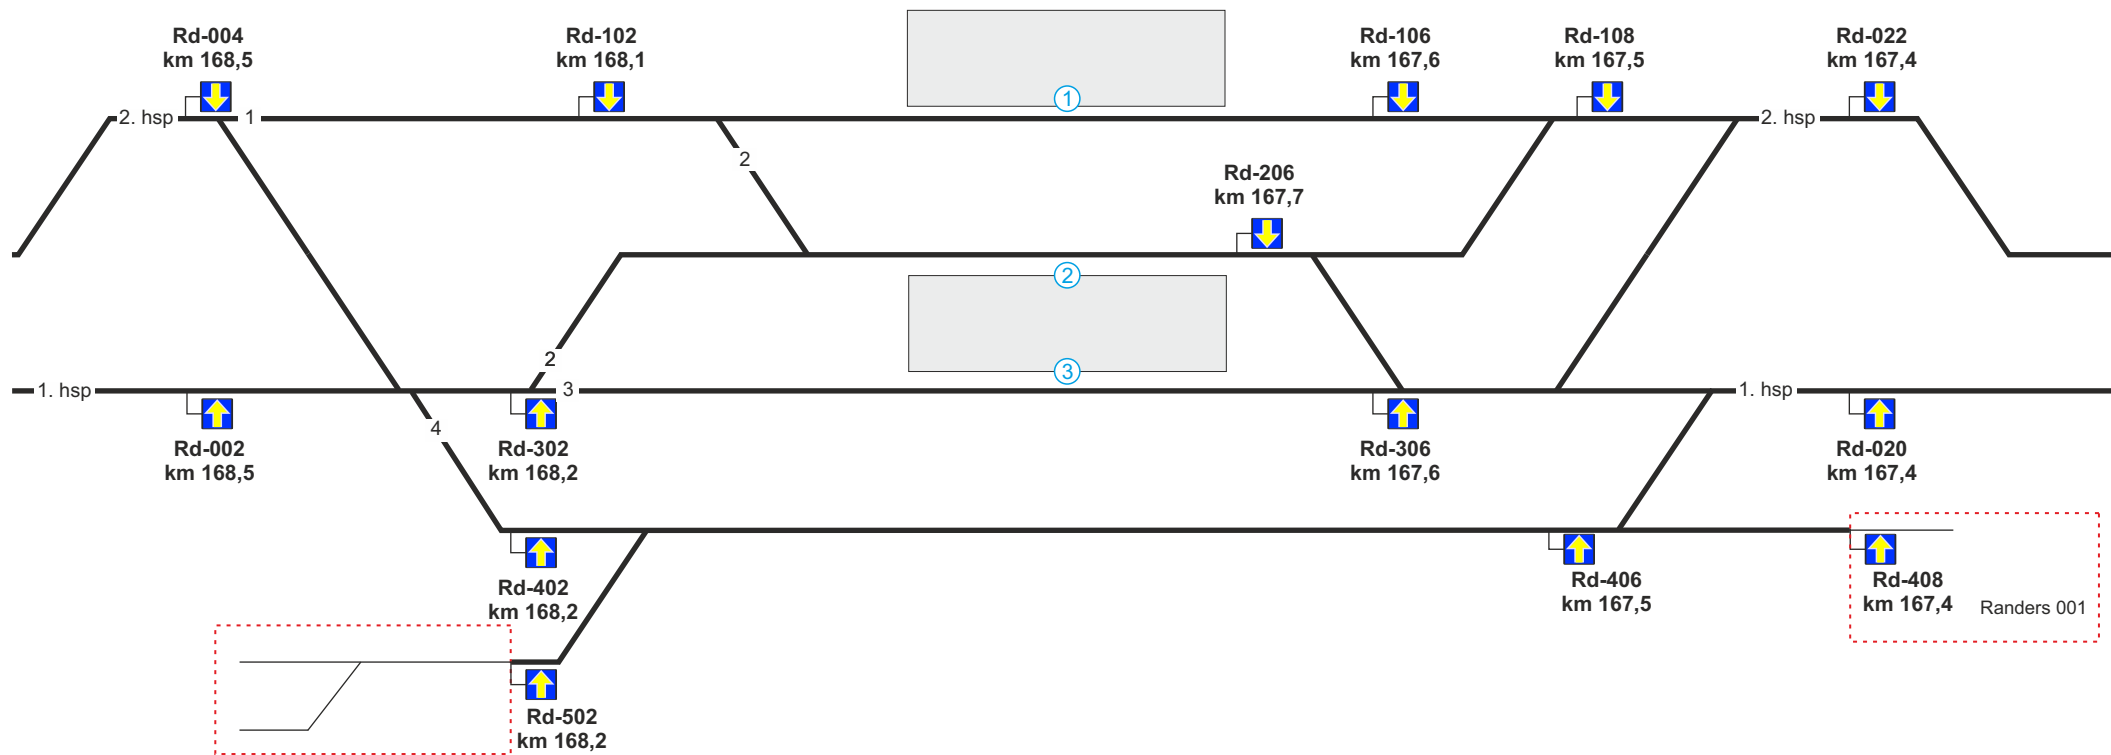 Rd-004
km 168,5
Rd-102
km 168,1
Rd-106
km 167,6
Rd-108
km 167,5
Rd-022
km 167,4
1
2. hsp
1
2. hsp
2
Rd-206
km 167,7
2
2
3
1. hsp
3
1. hsp
4
Rd-002
km 168,5
Rd-302
km 168,2
Rd-306
km 167,6
Rd-020
km 167,4
Rd-402
km 168,2
Rd-406
km 167,5
Rd-408
km 167,4
Randers 001
Rd-502
km 168,2